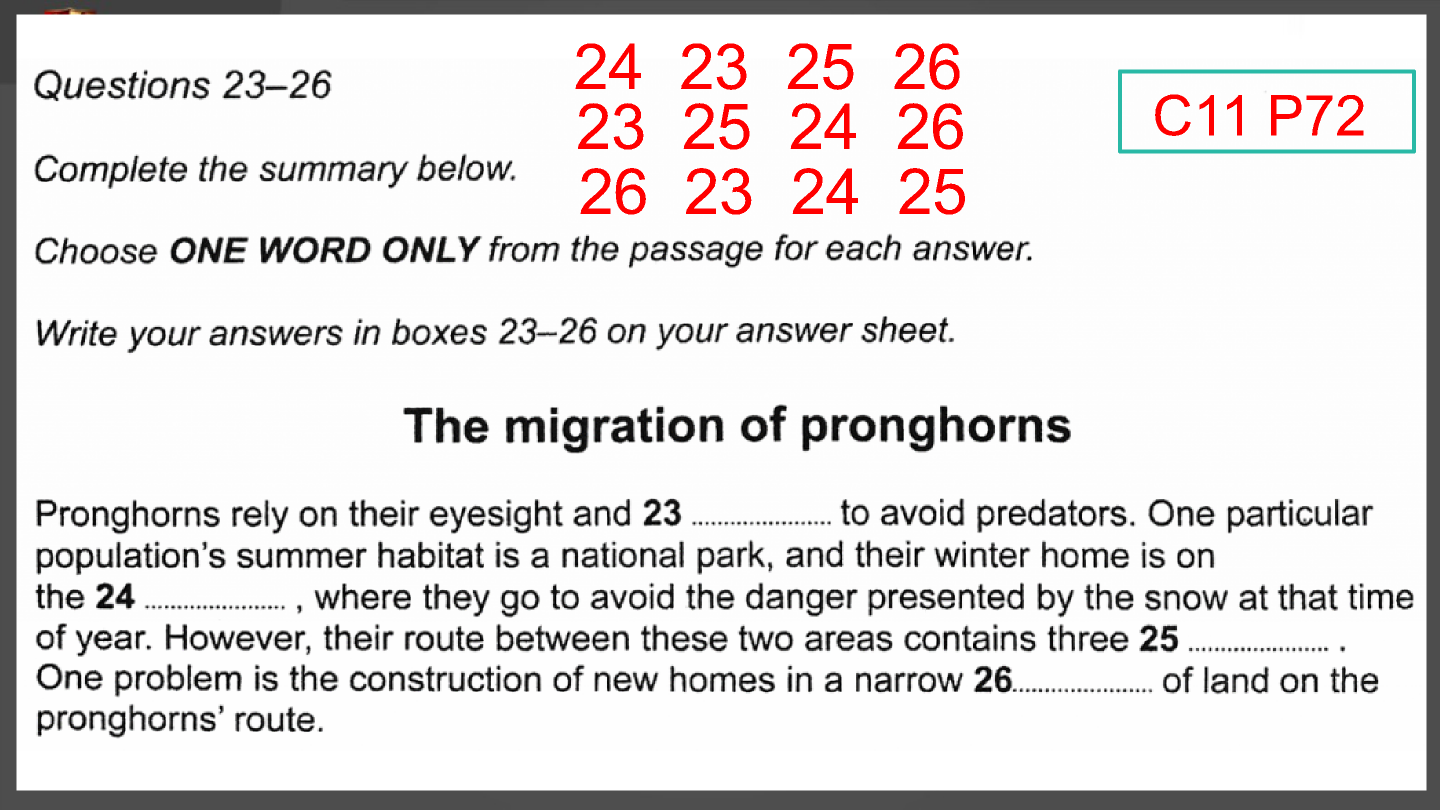 24 23 25 26
Questions 23–26
23 25 24 26
C11 P72
Complete the summary below.
26 23 24 25
Choose ONE WORD ONLY from the passage for each answer.
Write your answers in boxes 23–26 on your answer sheet.
The migration of pronghorns
Pronghorns rely on their eyesight and 23 ...................... to avoid predators. One particular
population's summer habitat is a national park, and their winter home is on
the 24 ...................... , where they go to avoid the danger presented by the snow at that time
of year. However, their route between these two areas contains three 25 ...................... .
One problem is the construction of new homes in a narrow 26...................... of land on the
pronghorns' route.